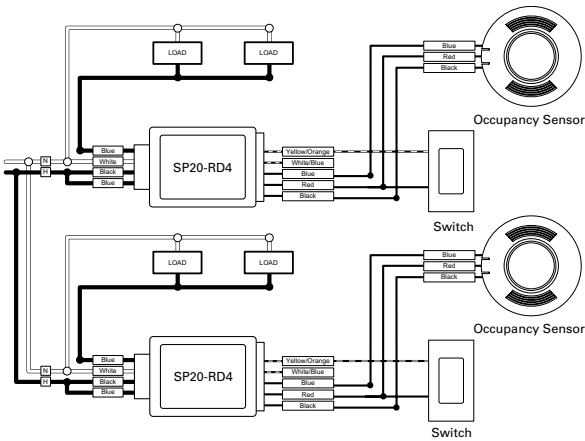 LOAD LOAD
Blue
Red
Black
Occupancy Sensor
Blue
White
Black
Blue
N
H
SP20-RD4
Yellow/Orange
White/Blue
Blue
Red
Black
Switch
LOAD LOAD
Blue
Red
Black
Occupancy Sensor
Blue
White
Black
Blue
N
H
SP20-RD4
Yellow/Orange
White/Blue
Blue
Red
Black
Switch